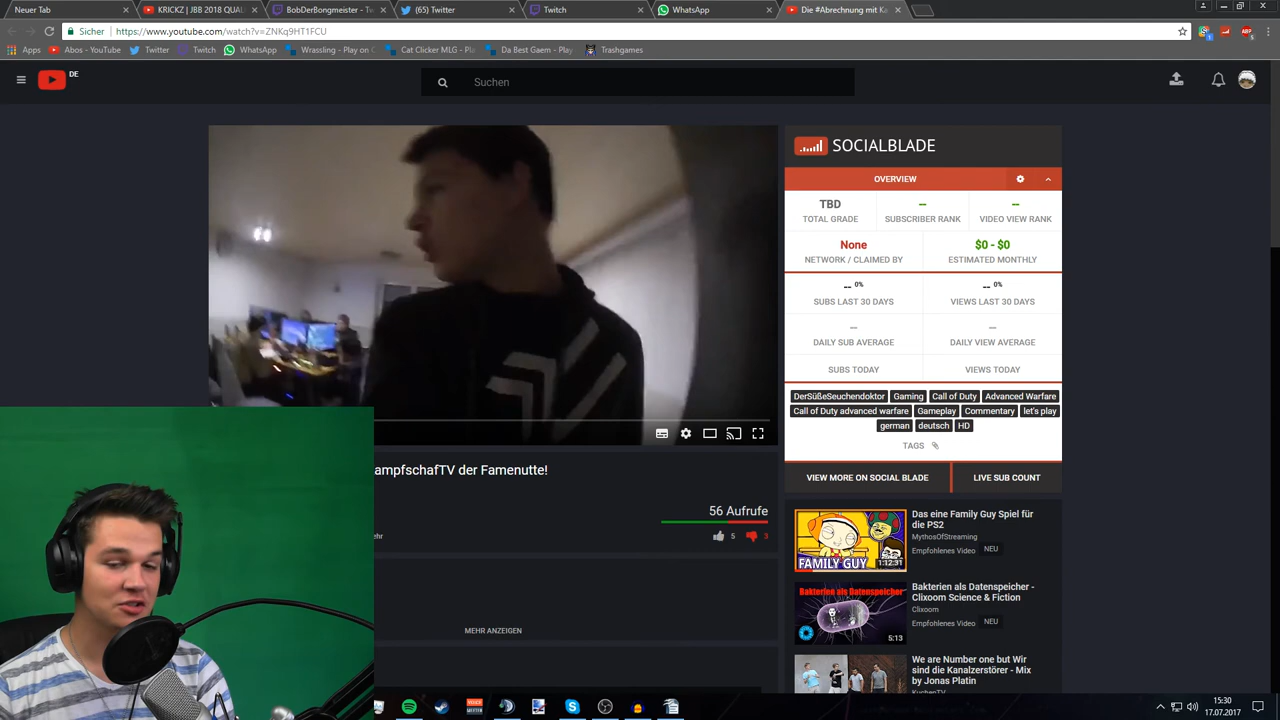 Neuer Tab
KRICKZ | JBB 2018 QUAL
BobDerBongmeister - Tw
(65) Twitter
Twitch
WhatsApp
Die #Abrechnung mit Ka
Sicher
https://www.youtube.com/watch?v=ZNKq9HT1FCU
Apps
Abos - YouTube
Twitter
Twitch
WhatsApp
Wrassling - Play on C
Cat Clicker MLG - Pla
Da Best Gaem - Play
Trashgames
DE
Suchen
SOCIALBLADE
OVERVIEW
TBD
TOTAL GRADE
--
SUBSCRIBER RANK
--
VIDEO VIEW RANK
None
NETWORK / CLAIMED BY
$0 - $0
ESTIMATED MONTHLY
-- 0%
SUBS LAST 30 DAYS
-- 0%
VIEWS LAST 30 DAYS
--
DAILY SUB AVERAGE
--
DAILY VIEW AVERAGE
SUBS TODAY
VIEWS TODAY
DerSüßeSeuchendoktor Gaming Call of Duty Advanced Warfare
Call of Duty advanced warfare Gameplay Commentary let's play
german deutsch HD
TAGS
VIEW MORE ON SOCIAL BLADE
LIVE SUB COUNT
ampfschafTV der Famenutte!
56 Aufrufe
5
3
ehr
MEHR ANZEIGEN
Das eine Family Guy Spiel für
die PS2
MythosOfStreaming
Empfohlenes Video NEU
FAMILY GUY
1:12:31
Bakterien als Datenspeicher -
Clixoom Science & Fiction
Clixoom
Empfohlenes Video NEU
Bakterien als Datenspeicher
5:13
We are Number one but Wir
sind die Kanalzerstörer - Mix
by Jonas Platin
KuchenTV
15:30
17.07.2017